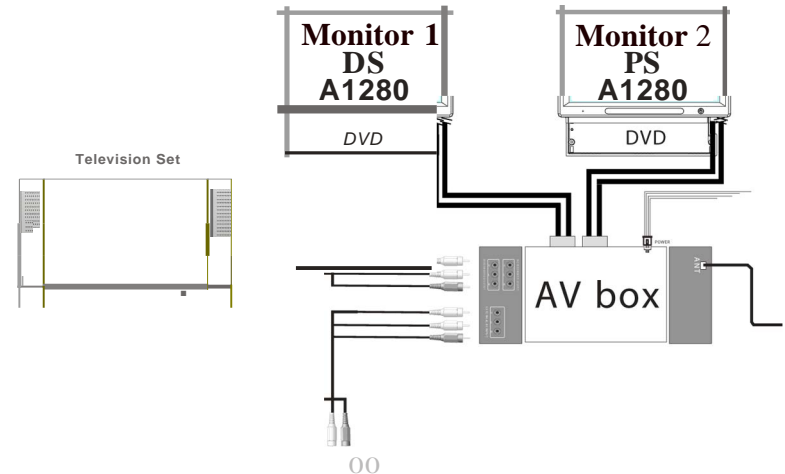 Monitor 1
DS
A1280
DVD
Monitor 2
PS
A1280
DVD
Television Set
POWER
AV box
ANT
OO